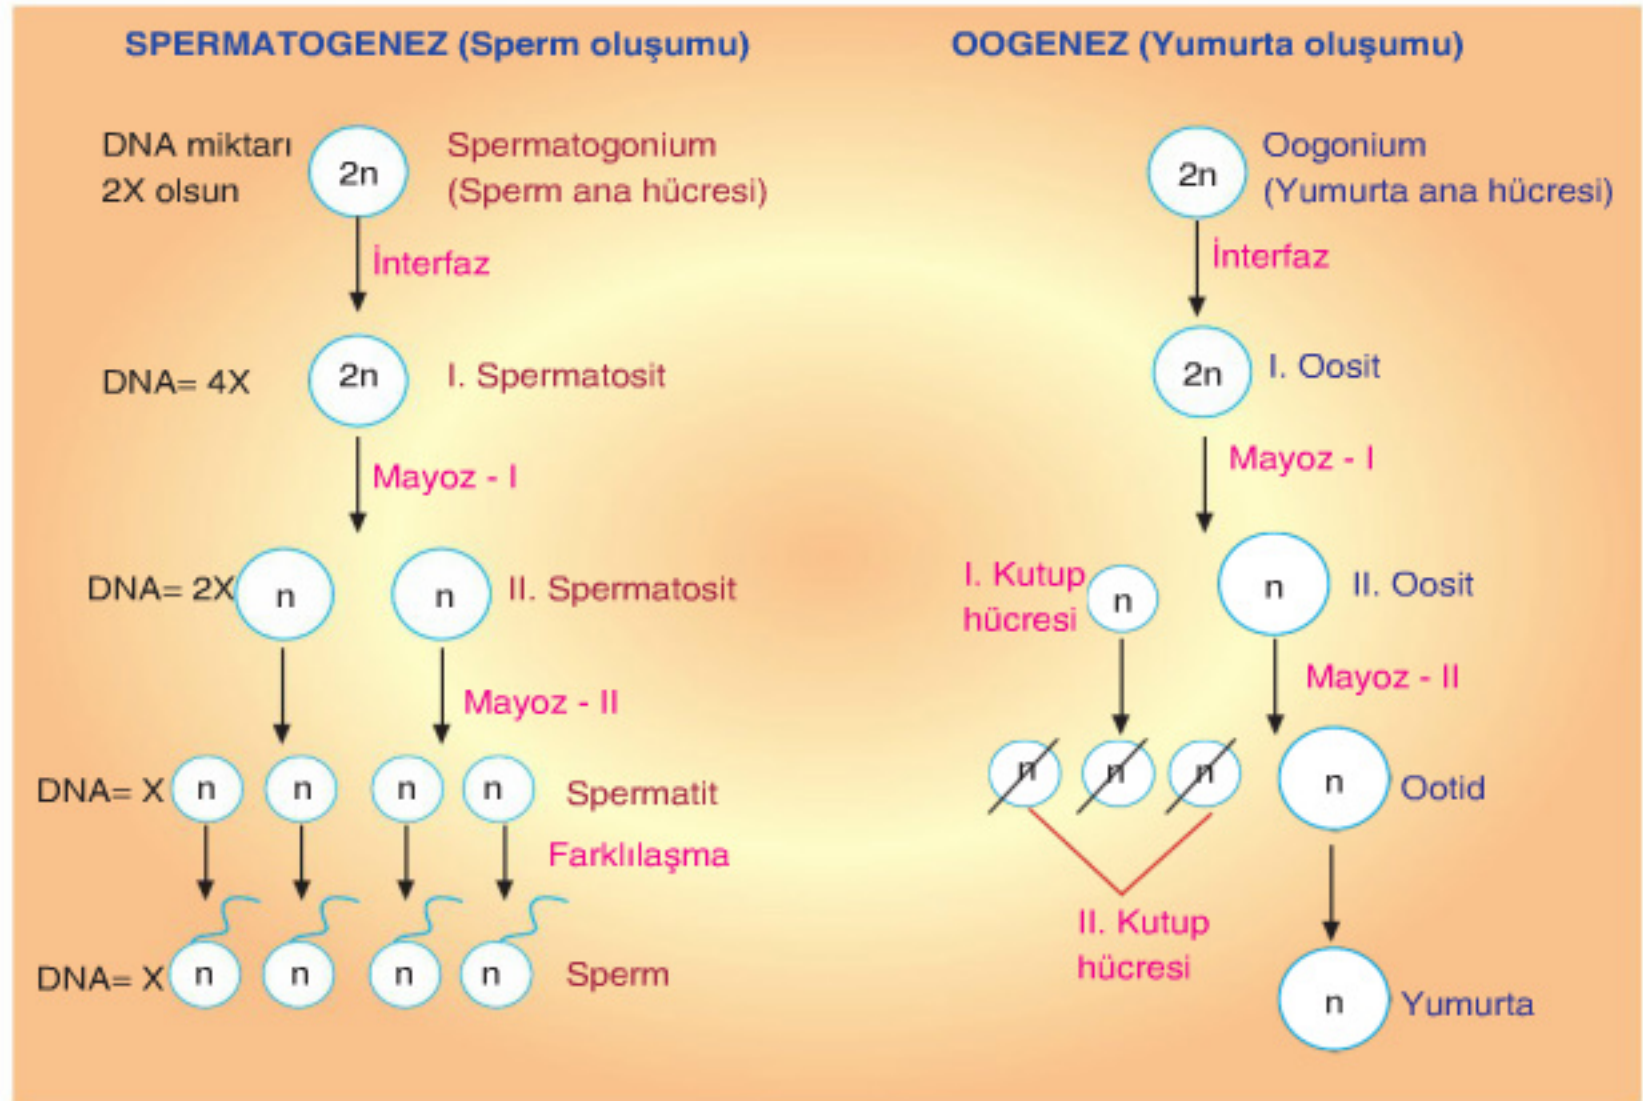 SPERMATOGENEZ (Sperm oluşumu)
DNA miktarı
2X olsun
2n
Spermatogonium
(Sperm ana hücresi)
İnterfaz
DNA= 4X
2n
I. Spermatosit
Mayoz - I
DNA= 2X
n
n
II. Spermatosit
Mayoz - II
DNA= X
n
n
n
n
Spermatit
Farklılaşma
DNA= X
n
n
n
n
Sperm
OOGENEZ (Yumurta oluşumu)
2n
Oogonium
(Yumurta ana hücresi)
İnterfaz
2n
I. Oosit
Mayoz - I
I. Kutup
hücresi
n
n
II. Oosit
Mayoz - II
n
n
n
n
Ootid
II. Kutup
hücresi
n
Yumurta